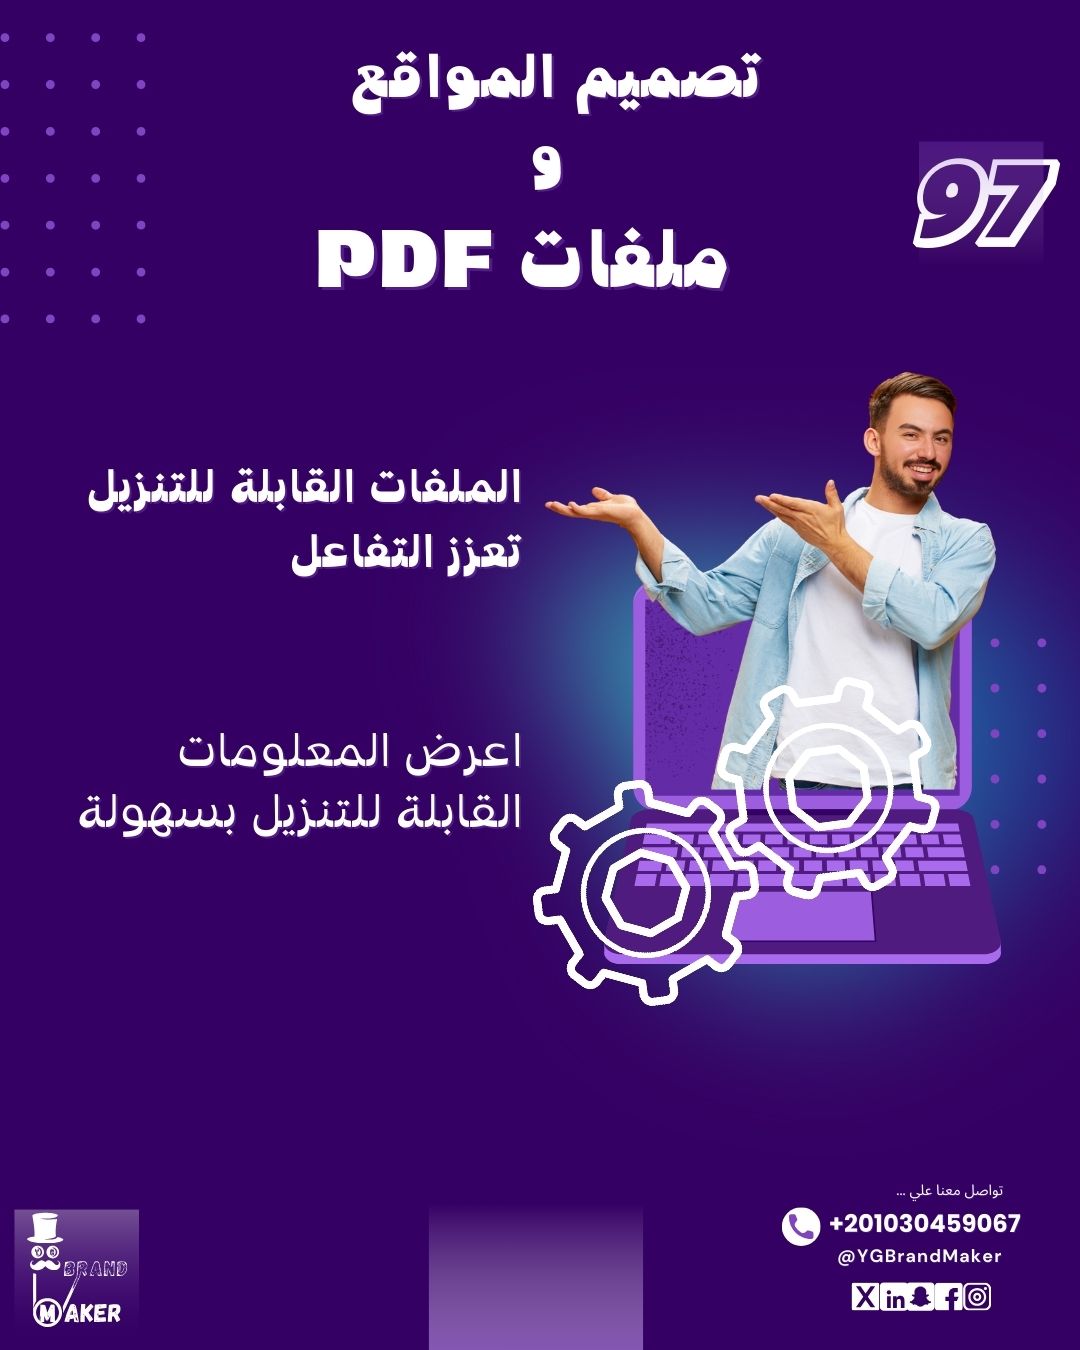 تصميم المواقع
و
ملفات PDF
97
الملفات القابلة للتنزيل
تعزز التفاعل
اعرض المعلومات
القابلة للتنزيل بسهولة
تواصل معنا علي ...
+201030459067
@YGBrandMaker
BRAND
MAKER